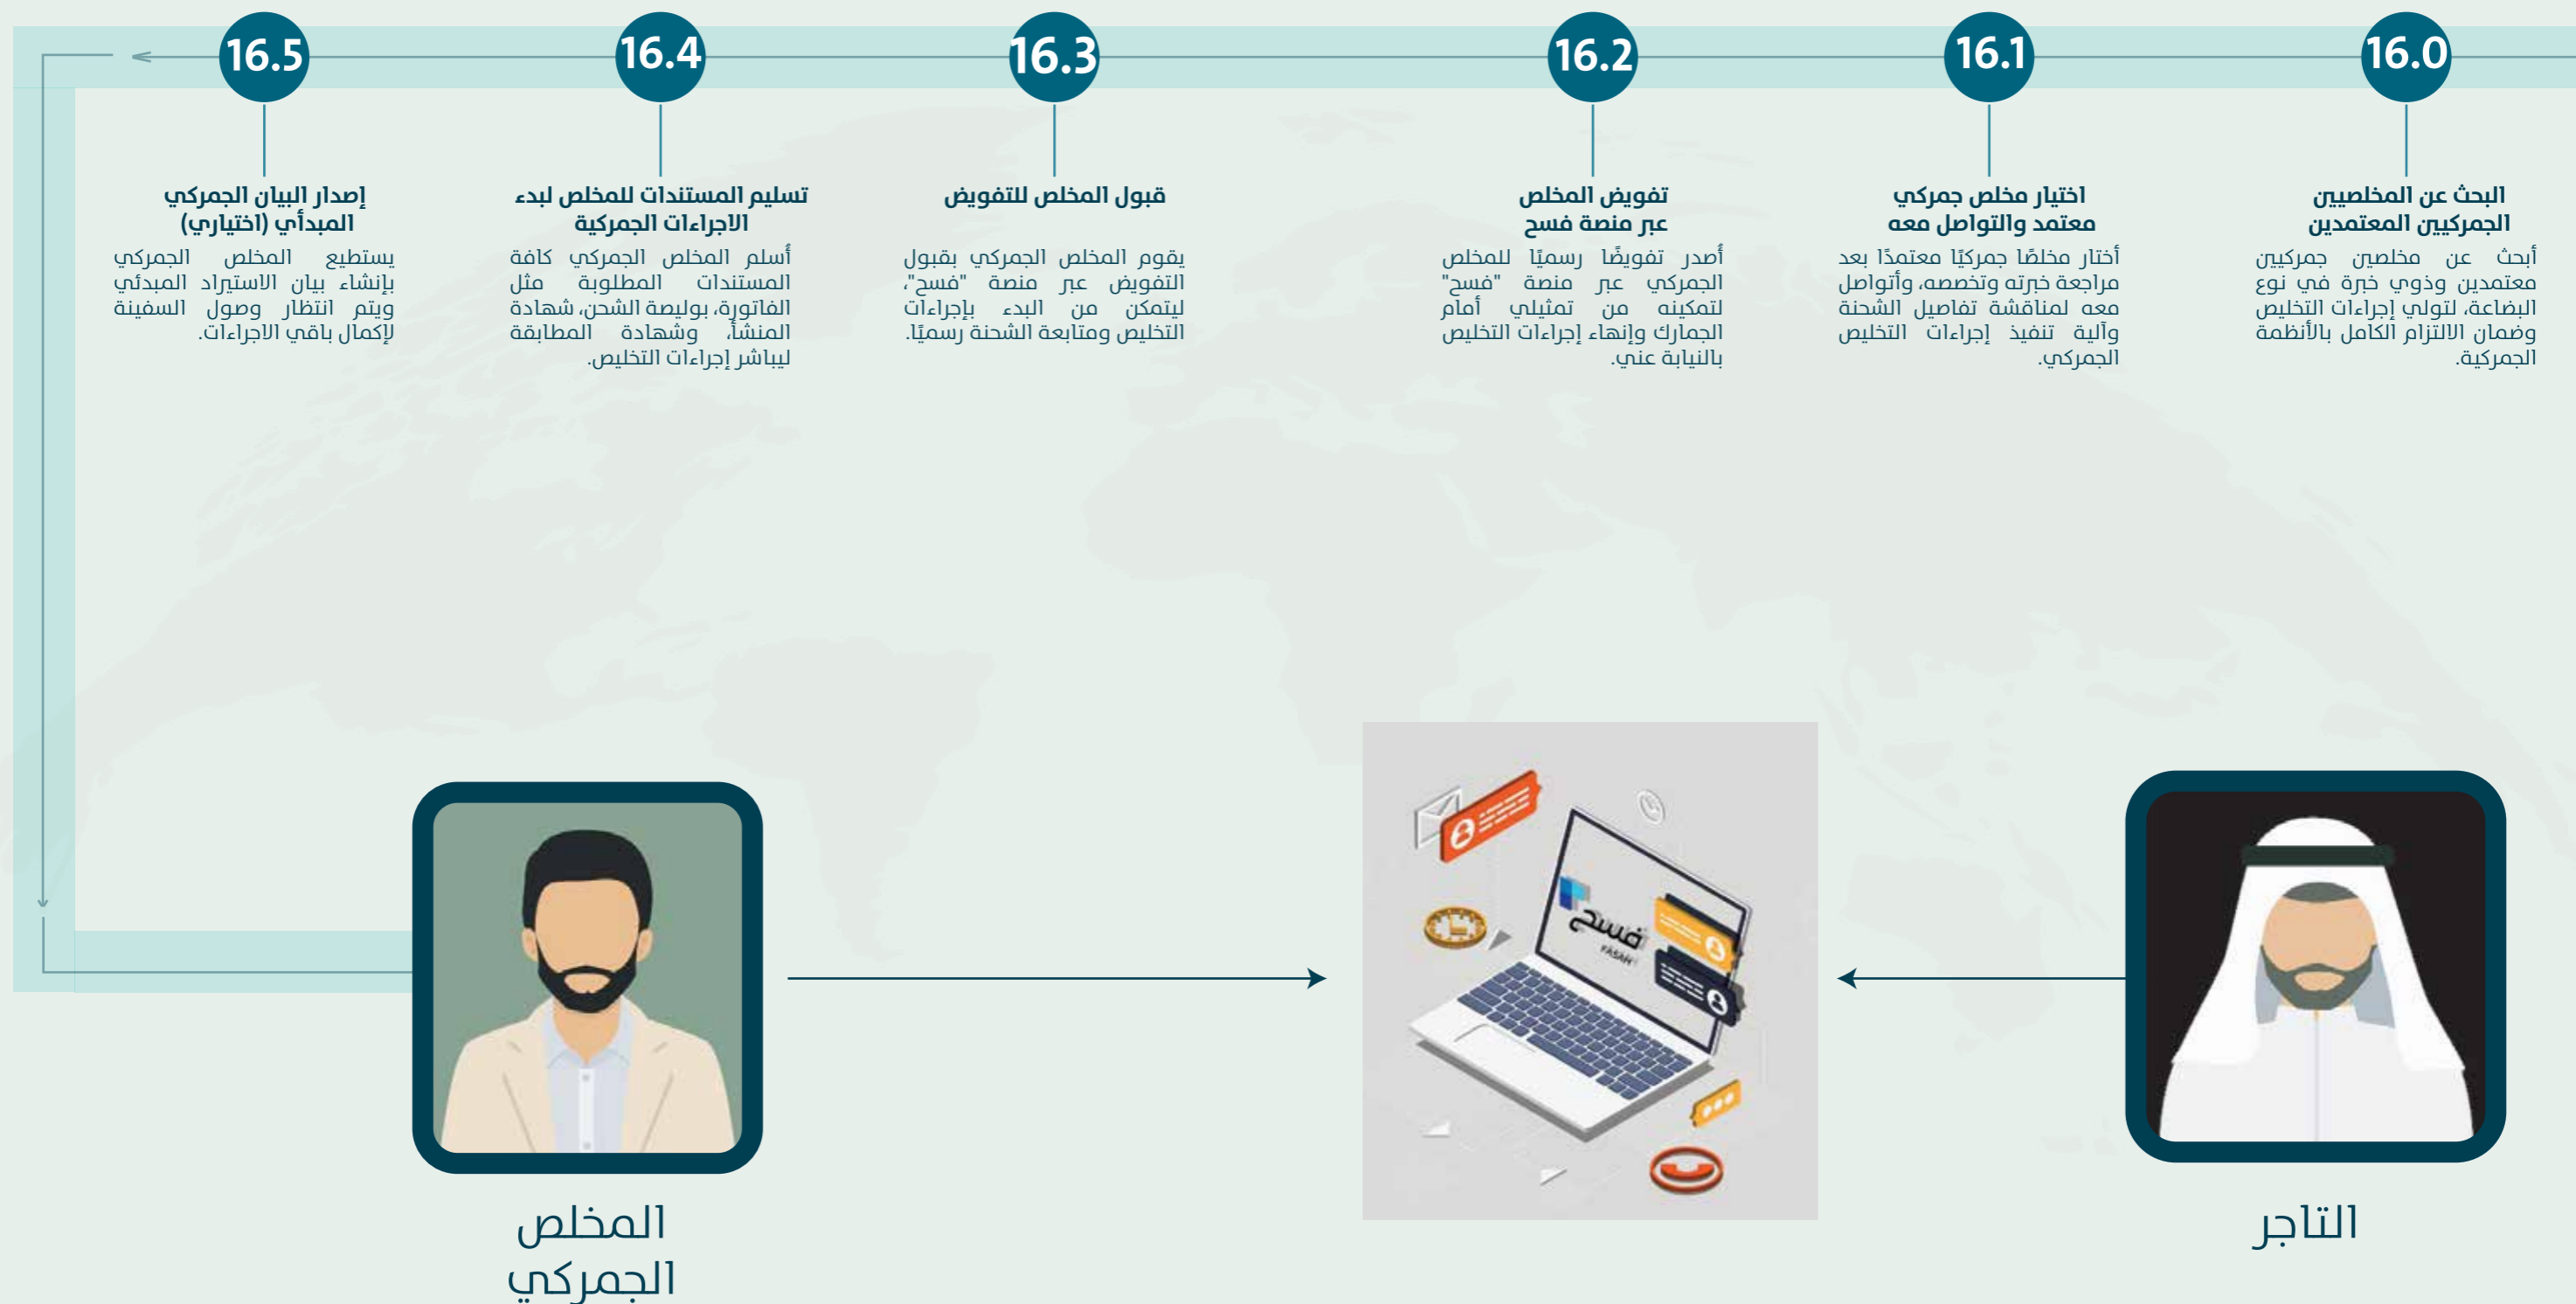 16.0
البحث عن المخلصيين
الجمركيين المعتمدين
أبحث عن مخلصين جمركيين
معتمدين وذوي خبرة في نوع
البضاعة، لتولي إجراءات التخليص
وضمان الالتزام الكامل بالأنظمة
الجمركية.
16.1
اختيار مخلص جمركي
معتمد والتواصل معه
أختار مخلصًا جمركيًا معتمدًا بعد
مراجعة خبرته وتخصصه، وأتواصل
معه لمناقشة تفاصيل الشحنة
وآلية تنفيذ إجراءات التخليص
الجمركي.
16.2
تفويض المخلص
عبر منصة فسح
أصدر تفويضًا رسميًا للمخلص
الجمركي عبر منصة "فسح"
لتمكينه من تمثيلي أمام
الجمارك وإنهاء إجراءات التخليص
بالنيابة عني.
16.3
قبول المخلص للتفويض
يقوم المخلص الجمركي بقبول
التفويض عبر منصة "فسح"،
ليتمكن من البدء بإجراءات
التخليص ومتابعة الشحنة رسميًا.
16.4
تسليم المستندات للمخلص لبدء
الاجراءات الجمركية
أسلم المخلص الجمركي كافة
المستندات المطلوبة مثل
الفاتورة، بوليصة الشحن، شهادة
المنشأ، وشهادة المطابقة
ليباشر إجراءات التخليص.
16.5
إصدار البيان الجمركي
المبدأي (اختياري)
يستطيع المخلص الجمركي
بإنشاء بيان الاستيراد المبدئي
ويتم انتظار وصول السفينة
لإكمال باقي الاجراءات.
التاجر
فسح
FASAH
المخلص
الجمركي